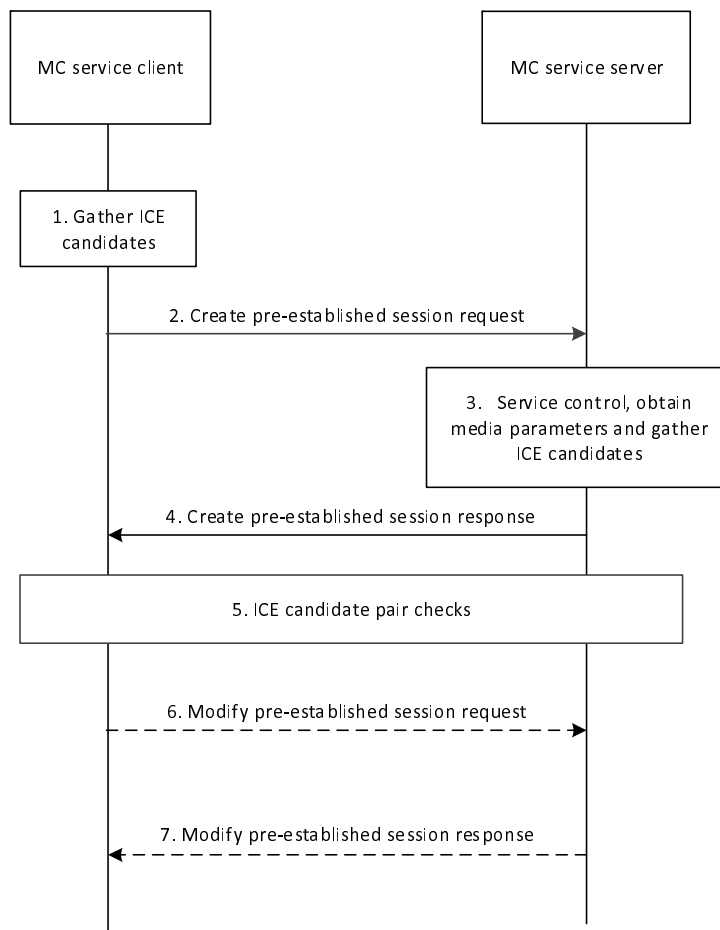 MC service client
MC service server
1. Gather ICE
candidates
2. Create pre-established session request
3. Service control, obtain
media parameters and gather
ICE candidates
4. Create pre-established session response
5. ICE candidate pair checks
6. Modify pre-established session request
7. Modify pre-established session response